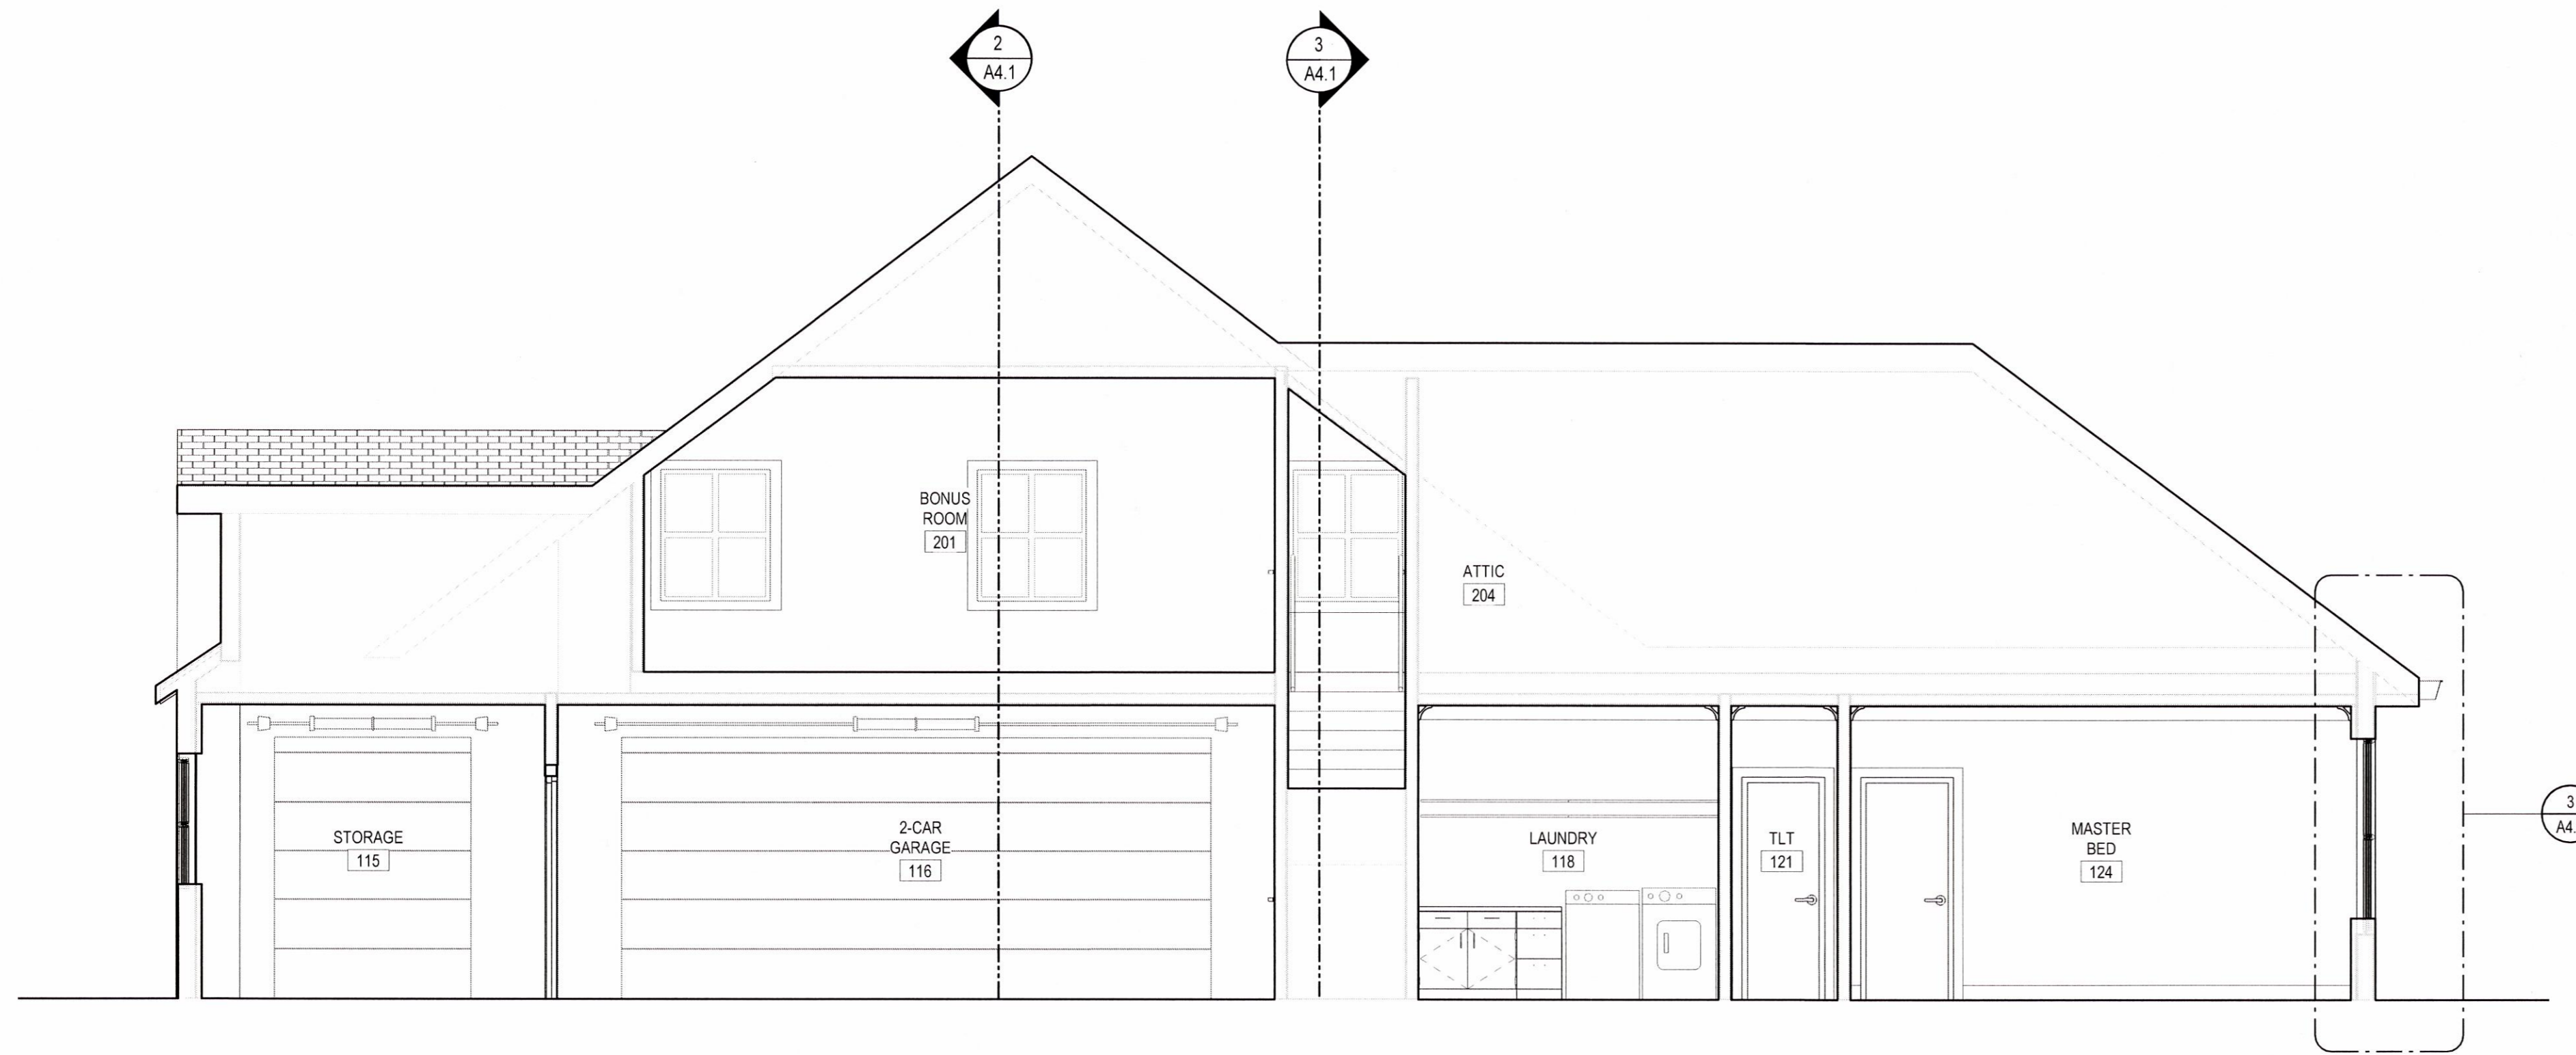 2
A4.1
3
A4.1
BONUS
ROOM
201
ATTIC
204
STORAGE
115
2-CAR
GARAGE
116
LAUNDRY
118
TLT
121
MASTER
BED
124
3
A4.